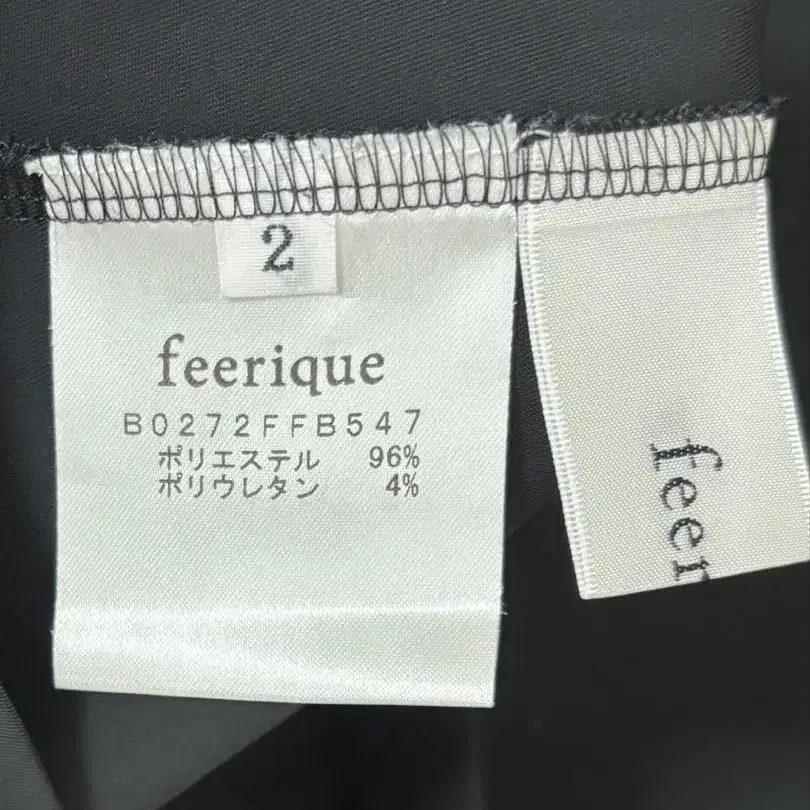 2
feerique
B0272FFB547
ポリエステル 96%
ポリウレタン 4%
feer